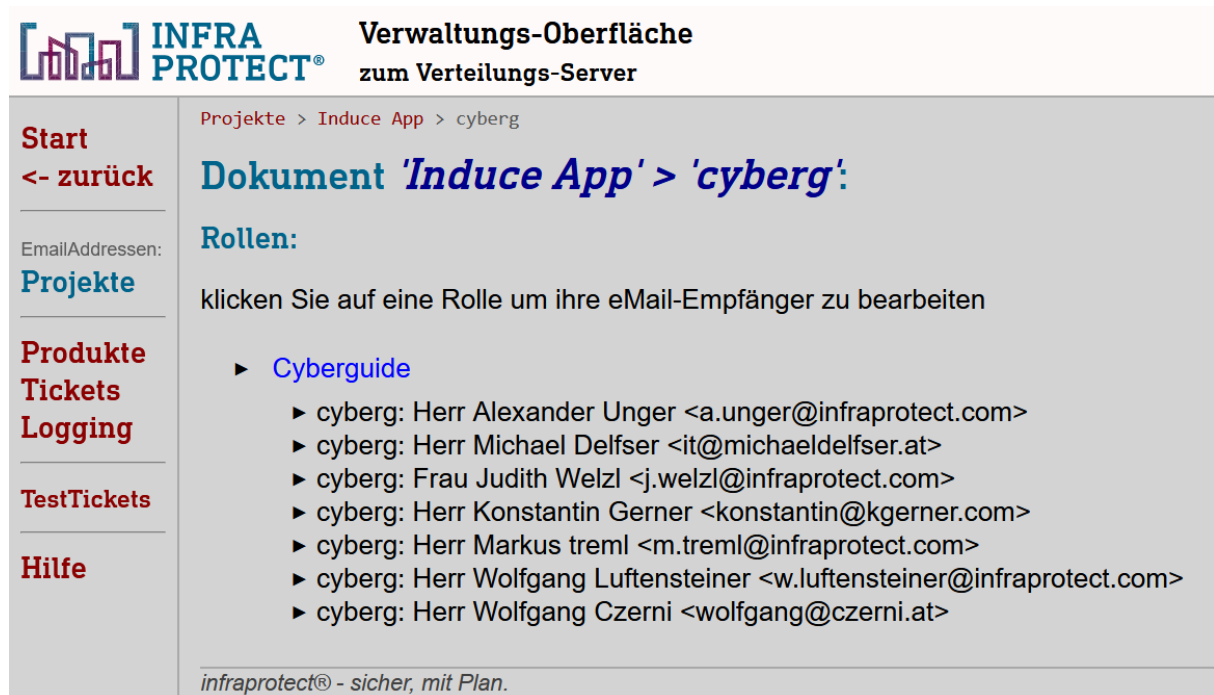 INFRA
PROTECT®
Verwaltungs-Oberfläche
zum Verteilungs-Server
Start
<- zurück
EmailAddressen:
Projekte
Produkte
Tickets
Logging
TestTickets
Hilfe
Projekte > Induce App > cyberg
Dokument 'Induce App' > 'cyberg':
Rollen:
klicken Sie auf eine Rolle um ihre eMail-Empfänger zu bearbeiten
► Cyberguide
► cyberg: Herr Alexander Unger <a.unger@infraprotect.com>
► cyberg: Herr Michael Delfser <it@michaeldelfser.at>
► cyberg: Frau Judith Welzl <j.welzl@infraprotect.com>
► cyberg: Herr Konstantin Gerner <konstantin@kgerner.com>
► cyberg: Herr Markus treml <m.treml@infraprotect.com>
► cyberg: Herr Wolfgang Luftensteiner <w.luftensteiner@infraprotect.com>
► cyberg: Herr Wolfgang Czerni <wolfgang@czerni.at>
infraprotect® - sicher, mit Plan.